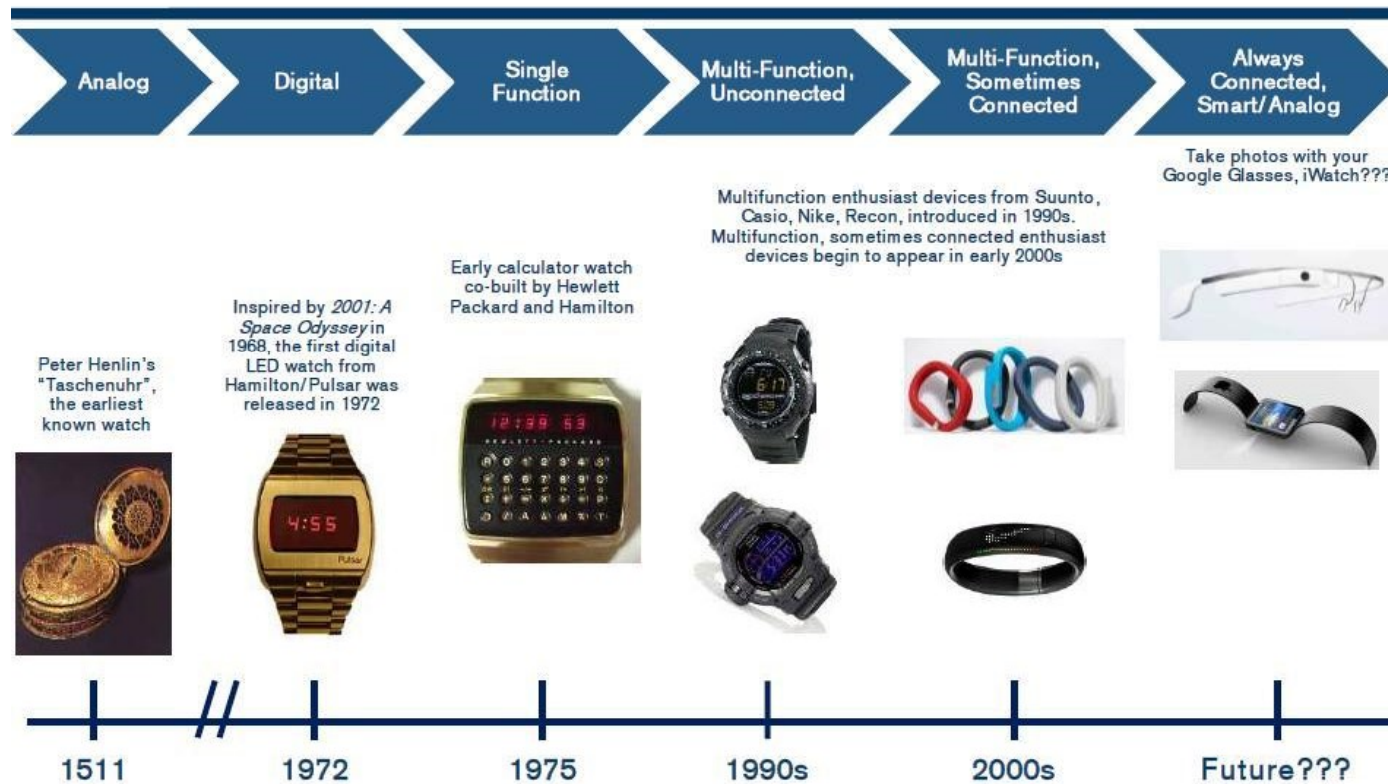 Analog
Digital
Single
Function
Multi-Function,
Unconnected
Multi-Function,
Sometimes
Connected
Always
Connected,
Smart/Analog
Peter Henlin's
"Taschenuhr",
the earliest
known watch
Inspired by 2001: A
Space Odyssey in
1968, the first digital
LED watch from
Hamilton/Pulsar was
released in 1972
Early calculator watch
co-built by Hewlett
Packard and Hamilton
Multifunction enthusiast devices from Suunto,
Casio, Nike, Recon, introduced in 1990s.
Multifunction, sometimes connected enthusiast
devices begin to appear in early 2000s
Take photos with your
Google Glasses, iWatch???
4:55
Pulsar
12:39 53
HEWLETT·PACKARD
6:17
1511
1972
1975
1990s
2000s
Future???